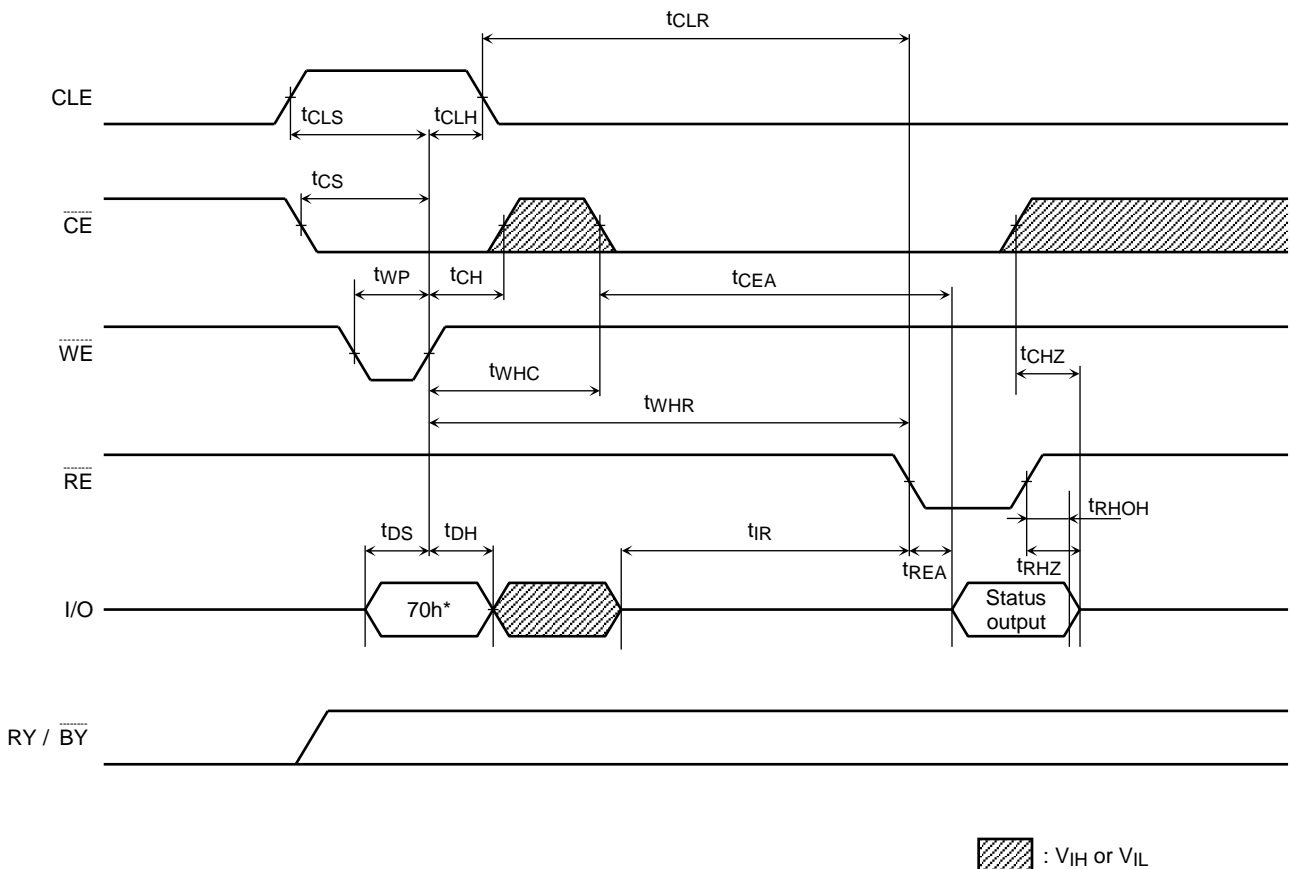 tCLR
CLE
tCLS
tCLH
tCS
CE
tWP
tCH
tCEA
WE
tCHZ
tWHC
tWHR
RE
tRHOH
tDS
tDH
tIR
tREA
tRHZ
I/O
70h*
Status
output
RY / BY
: VIH or VIL